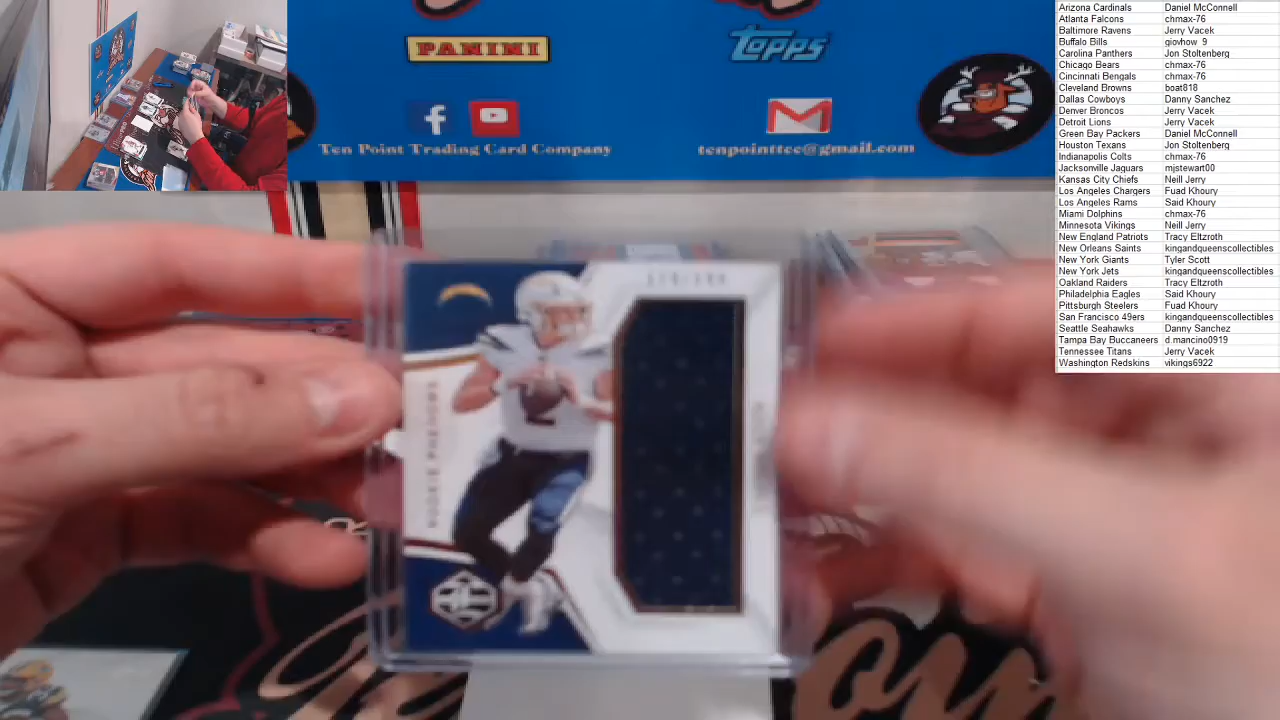 PANINI
TOPPS
Ten Point Trading Card Company
tenpointtcc@gmail.com
Arizona Cardinals Daniel McConnell
Atlanta Falcons chmax-76
Baltimore Ravens Jerry Vacek
Buffalo Bills giovhow_9
Carolina Panthers Jon Stoltenberg
Chicago Bears chmax-76
Cincinnati Bengals chmax-76
Cleveland Browns boat818
Dallas Cowboys Danny Sanchez
Denver Broncos Jerry Vacek
Detroit Lions Jerry Vacek
Green Bay Packers Daniel McConnell
Houston Texans Jon Stoltenberg
Indianapolis Colts chmax-76
Jacksonville Jaguars mjstewart00
Kansas City Chiefs Neill Jerry
Los Angeles Chargers Fuad Khoury
Los Angeles Rams Said Khoury
Miami Dolphins chmax-76
Minnesota Vikings Neill Jerry
New England Patriots Tracy Eltzroth
New Orleans Saints kingandqueenscollectibles
New York Giants Tyler Scott
New York Jets kingandqueenscollectibles
Oakland Raiders Tracy Eltzroth
Philadelphia Eagles Said Khoury
Pittsburgh Steelers Fuad Khoury
San Francisco 49ers kingandqueenscollectibles
Seattle Seahawks Danny Sanchez
Tampa Bay Buccaneers d.mancino0919
Tennessee Titans Jerry Vacek
Washington Redskins vikings6922
ROOKIE PHENOMS